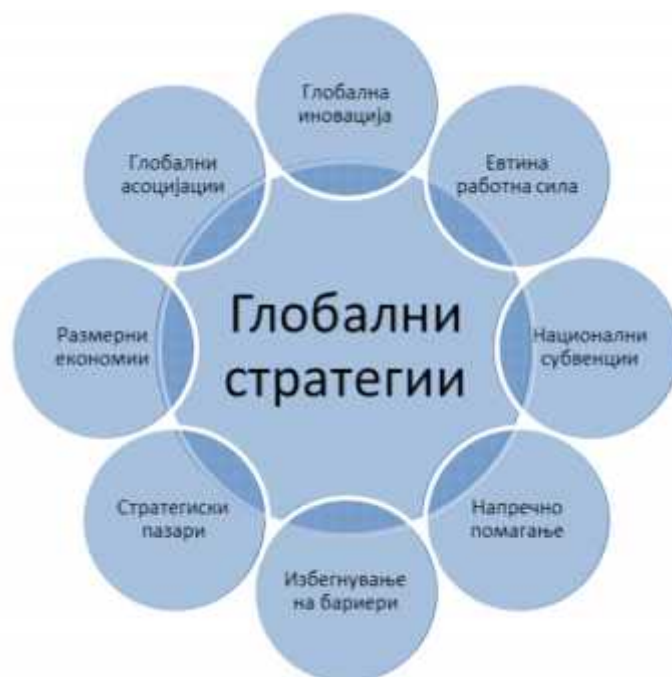 Глобална
иновација
Евтина
работна сила
Национални
субвенции
Напречно
помагање
Избегнување
на бариери
Стратегиски
пазари
Размерни
економии
Глобални
асоцијации
Глобални
стратегии